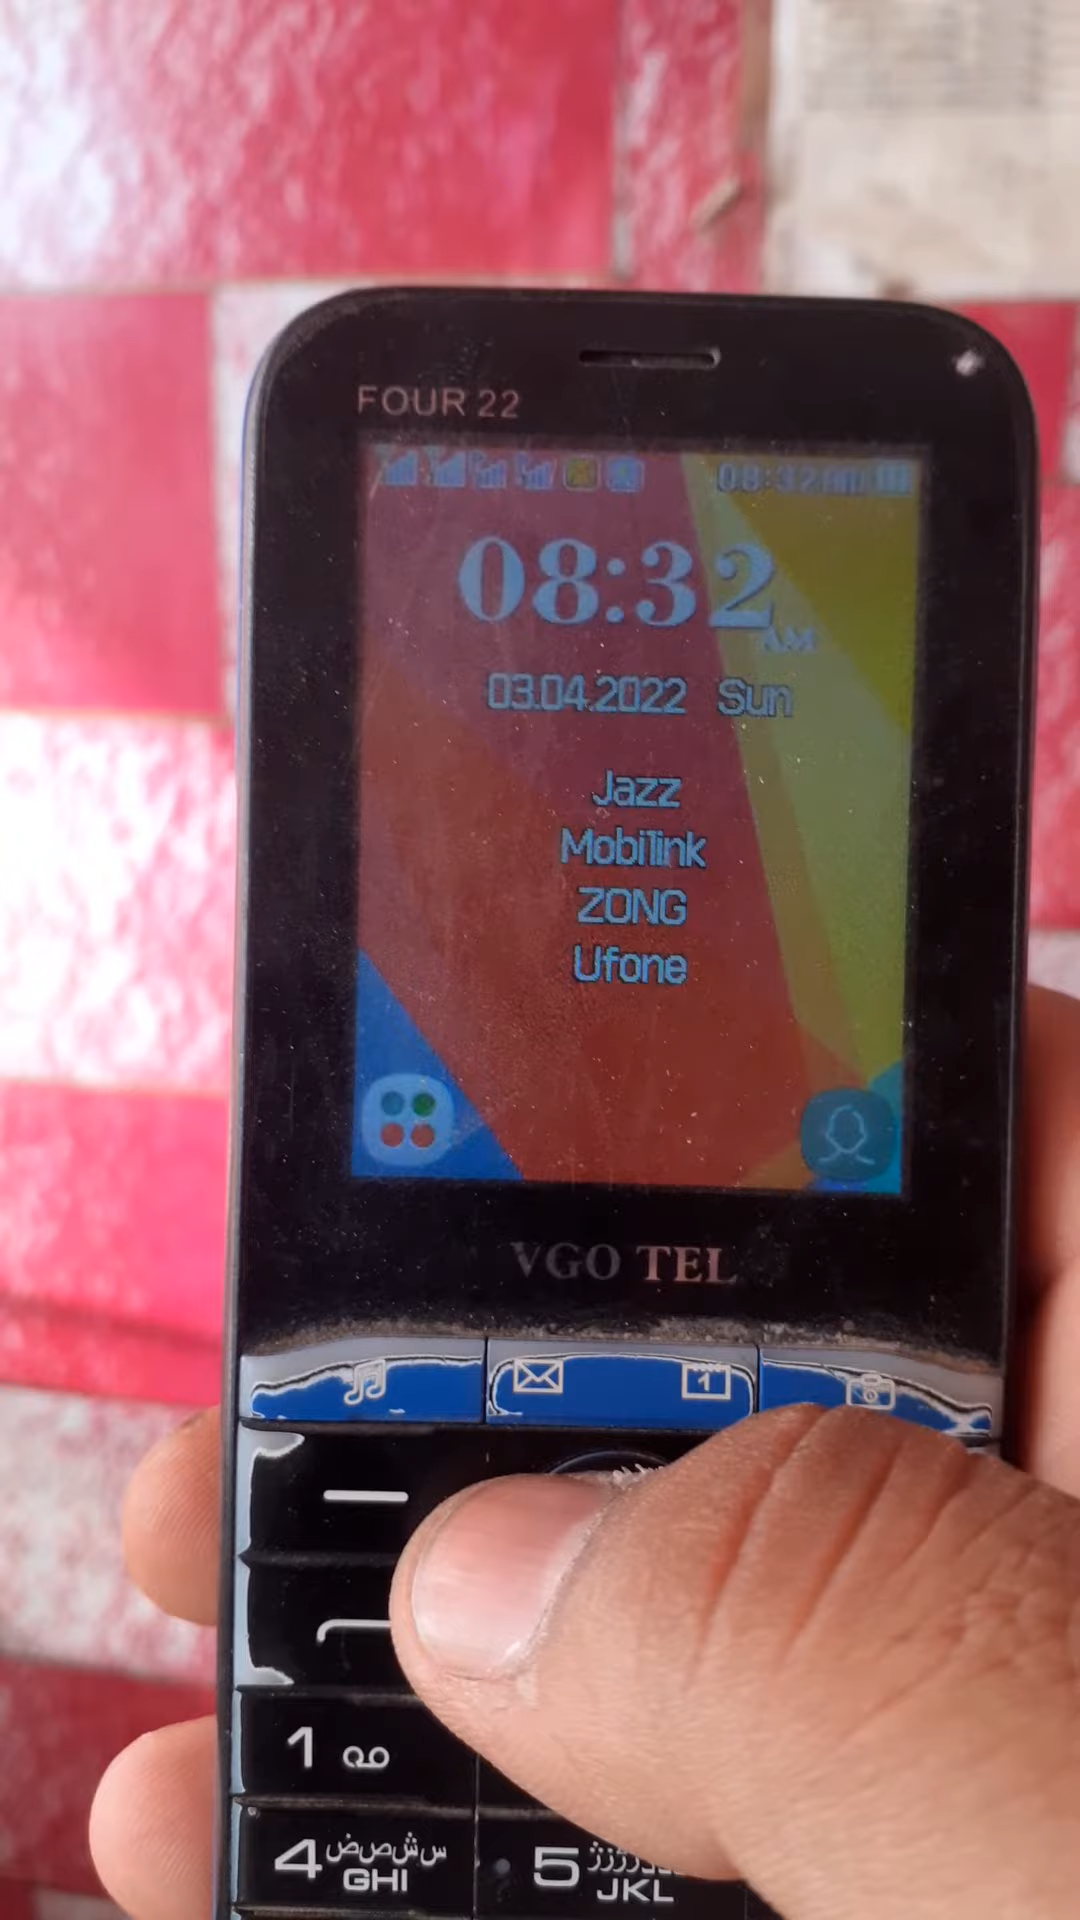 FOUR 22
08:32AM
08:32
AM
03.04.2022 Sun
Jazz
Mobilink
ZONG
Ufone
VGO TEL
1
1
4 س ش ص ض
GHI
5
JKL